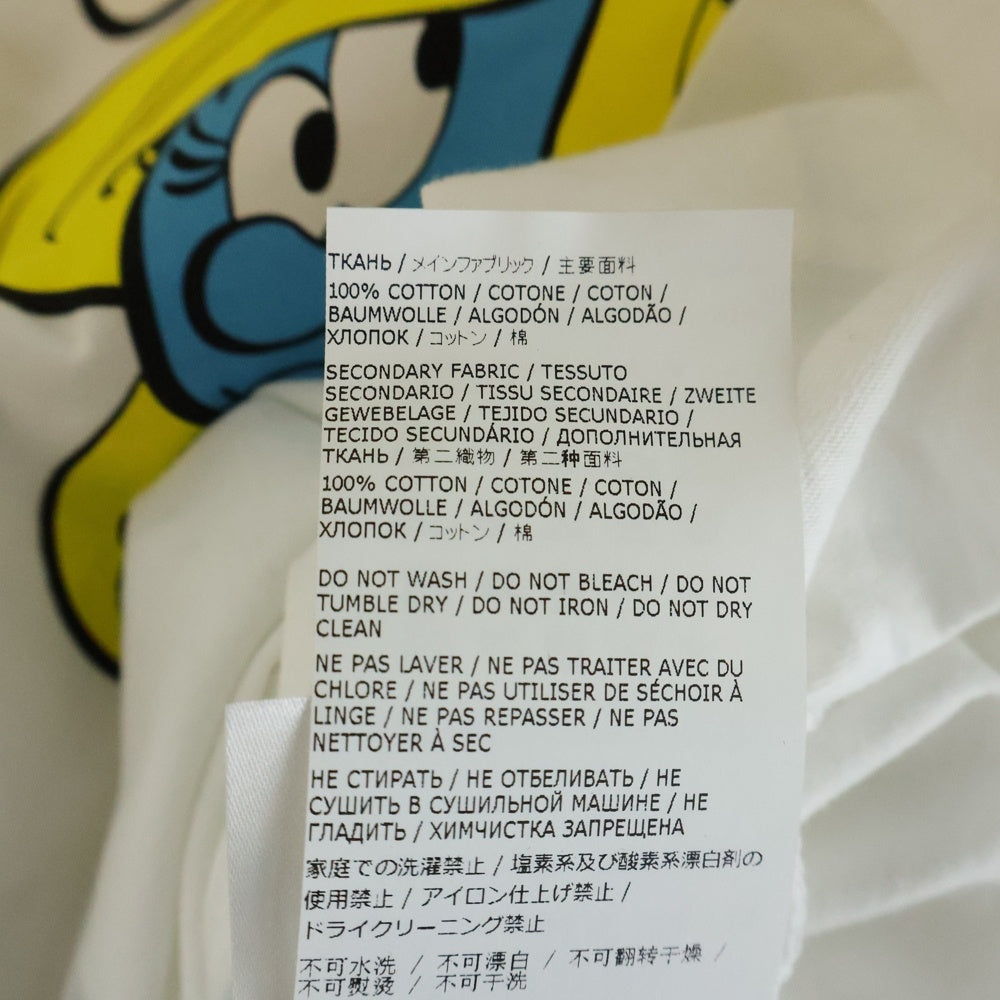 ТКАНЬ / メインファブリック / 主要面料
100% COTTON / COTONE / COTON /
BAUMWOLLE / ALGODÓN / ALGODÃO /
ХЛОПОК / コットン / 棉
SECONDARY FABRIC / TESSUTO
SECONDARIO / TISSU SECONDAIRE / ZWEITE
GEWEBELAGE / TEJIDO SECUNDARIO /
TECIDO SECUNDÁRIO / ДОПОЛНИТЕЛЬНАЯ
ТКАНЬ / 第二織物 / 第二种面料
100% COTTON / COTONE / COTON /
BAUMWOLLE / ALGODÓN / ALGODÃO /
ХЛОПОК / コットン / 棉
DO NOT WASH / DO NOT BLEACH / DO NOT
TUMBLE DRY / DO NOT IRON / DO NOT DRY
CLEAN
NE PAS LAVER / NE PAS TRAITER AVEC DU
CHLORE / NE PAS UTILISER DE SÉCHOIR À
LINGE / NE PAS REPASSER / NE PAS
NETTOYER À SEC
НЕ СТИРАТЬ / НЕ ОТБЕЛИВАТЬ / НЕ
СУШИТЬ В СУШИЛЬНОЙ МАШИНЕ / НЕ
ГЛАДИТЬ / ХИМЧИСТКА ЗАПРЕЩЕНА
家庭での洗濯禁止 / 塩素系及び酸素系漂白剤の
使用禁止 / アイロン仕上げ禁止 /
ドライクリーニング禁止
不可水洗 / 不可漂白 / 不可翻转干燥 /
不可熨烫 / 不可干洗